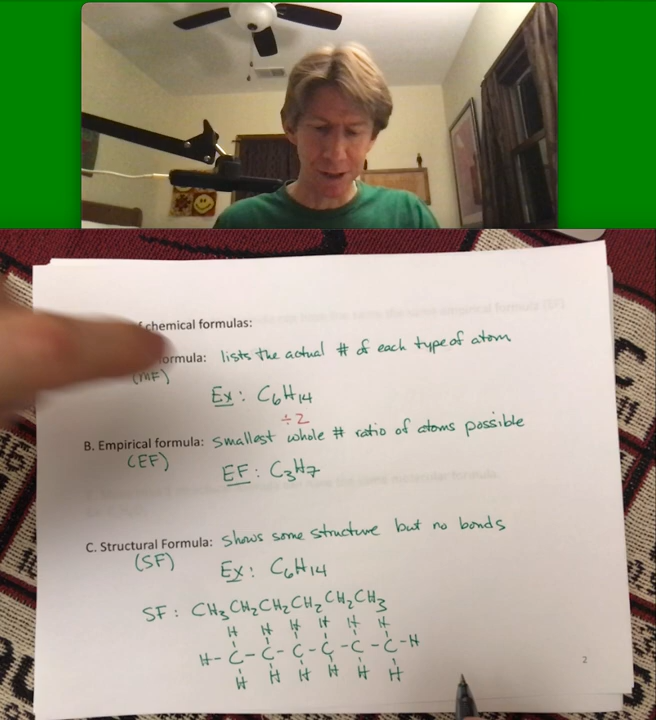 chemical formulas:
ormula: lists the actual # of each type of atom
(MF)
Ex: C6H14
÷2
B. Empirical formula: smallest whole # ratio of atoms possible
(EF)
EF: C3H7
C. Structural Formula: shows some structure but no bonds
(SF)
Ex: C6H14
SF: CH3CH2CH2CH2CH2CH3
H H H H H H
H-C-C-C-C-C-C-H
H H H H H H
2